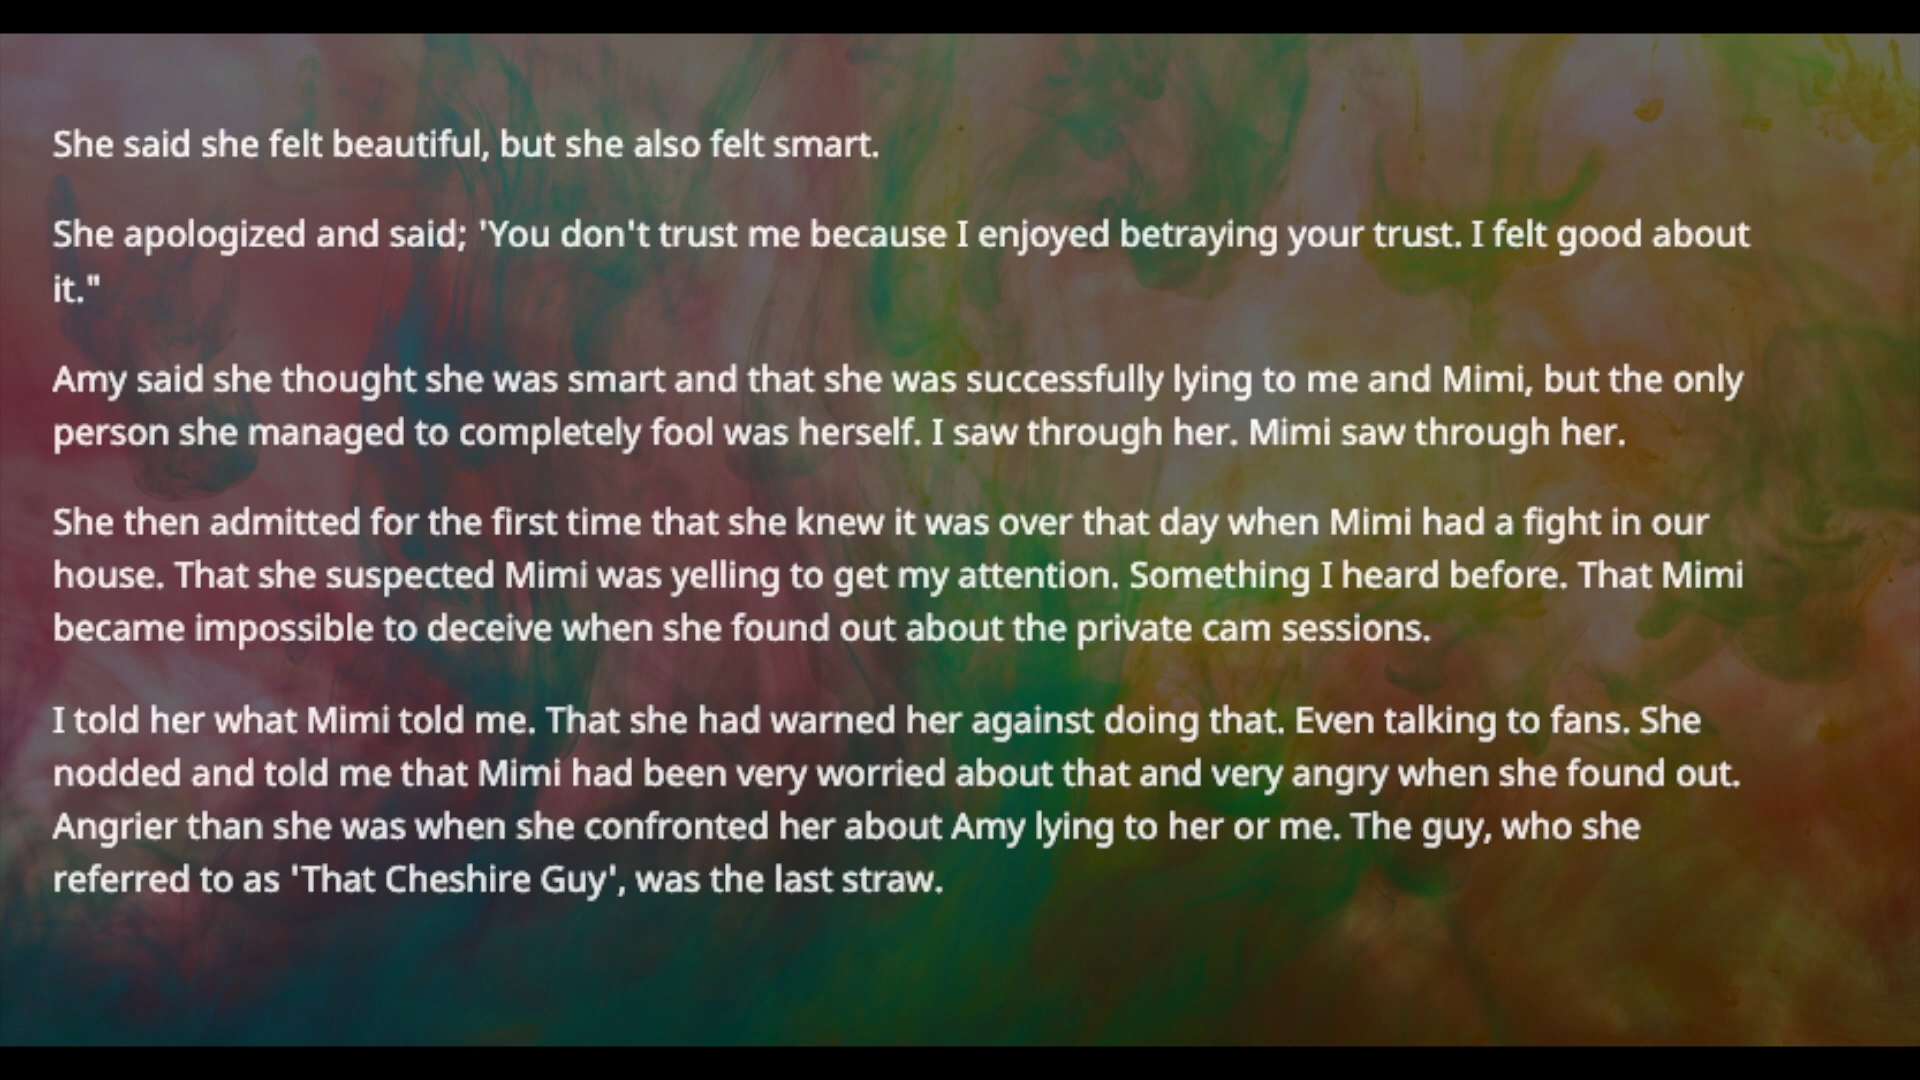 She said she felt beautiful, but she also felt smart.
She apologized and said; 'You don't trust me because I enjoyed betraying your trust. I felt good about
it."
Amy said she thought she was smart and that she was successfully lying to me and Mimi, but the only
person she managed to completely fool was herself. I saw through her. Mimi saw through her.
She then admitted for the first time that she knew it was over that day when Mimi had a fight in our
house. That she suspected Mimi was yelling to get my attention. Something I heard before. That Mimi
became impossible to deceive when she found out about the private cam sessions.
I told her what Mimi told me. That she had warned her against doing that. Even talking to fans. She
nodded and told me that Mimi had been very worried about that and very angry when she found out.
Angrier than she was when she confronted her about Amy lying to her or me. The guy, who she
referred to as 'That Cheshire Guy', was the last straw.